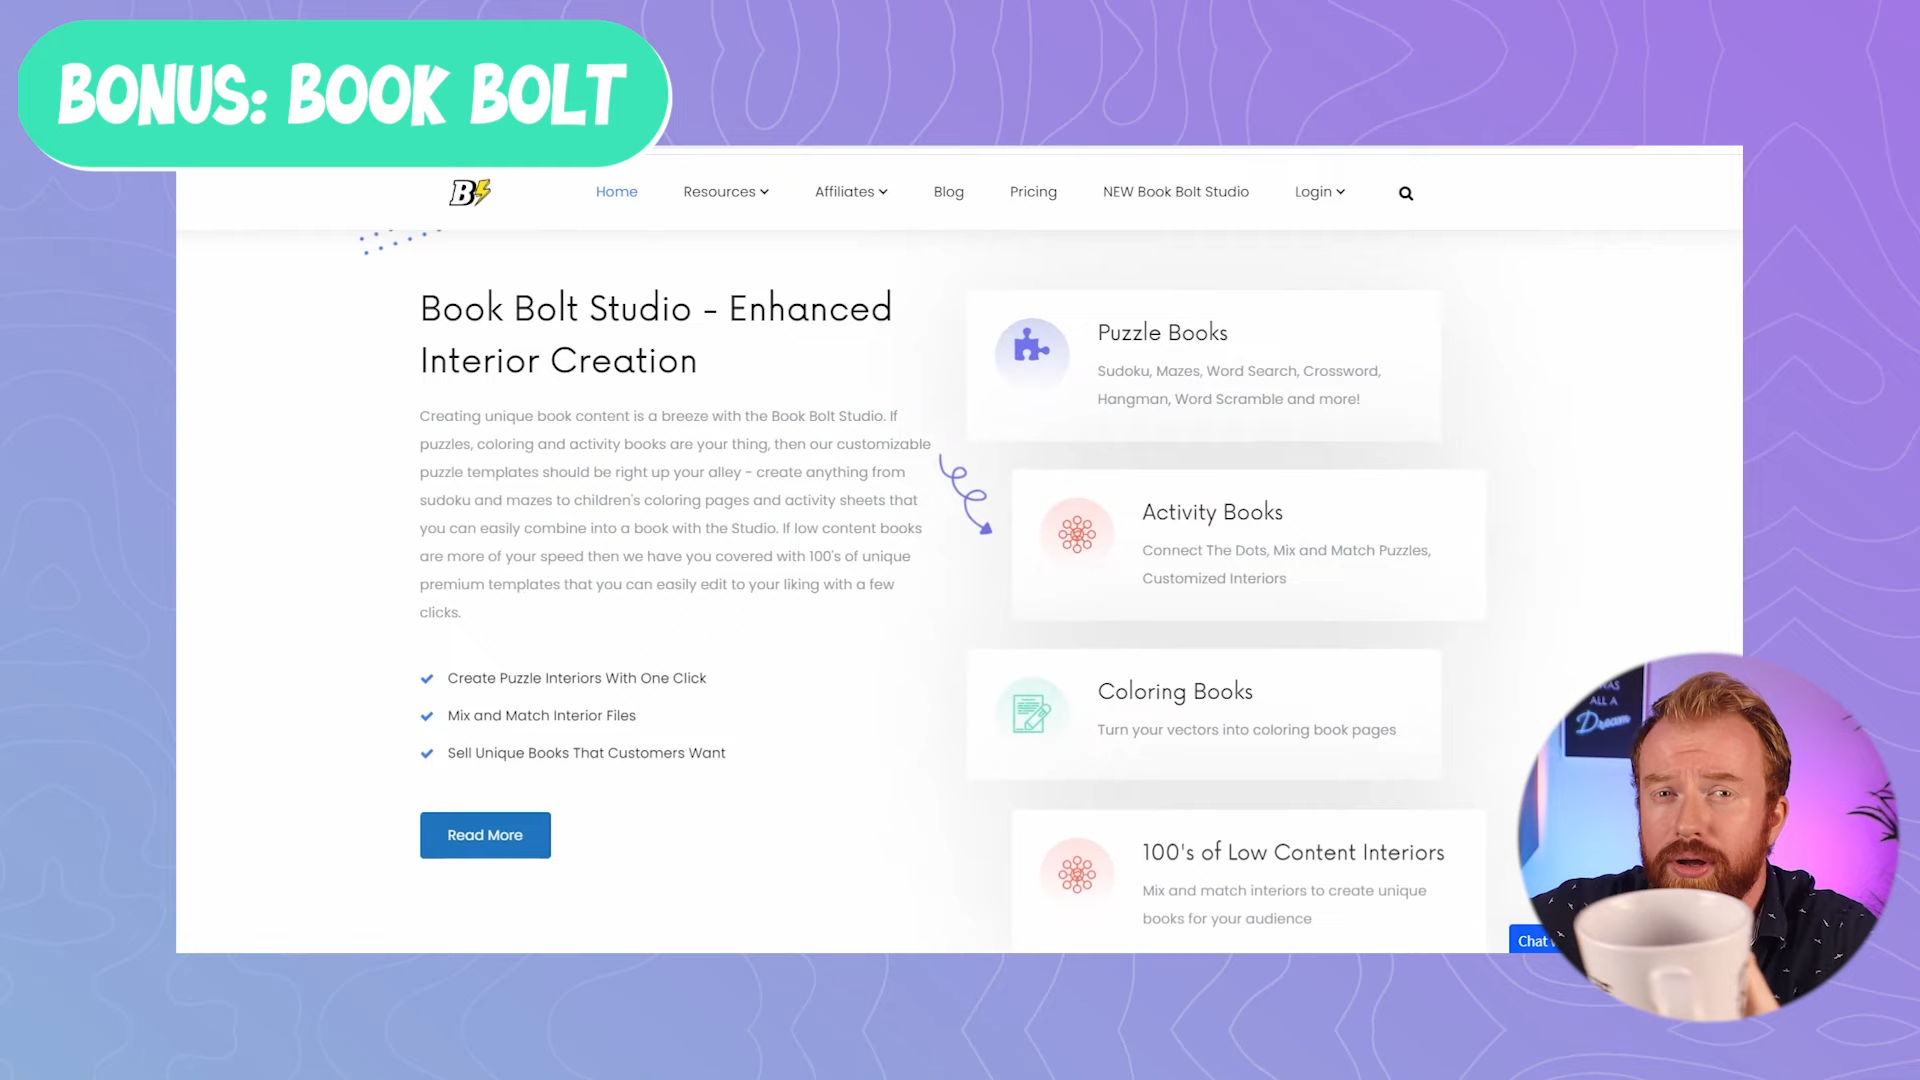 BONUS: BOOK BOLT
B
Home
Resources
Affiliates
Blog
Pricing
NEW Book Bolt Studio
Login
Book Bolt Studio - Enhanced
Interior Creation
Creating unique book content is a breeze with the Book Bolt Studio. If
puzzles, coloring and activity books are your thing, then our customizable
puzzle templates should be right up your alley - create anything from
sudoku and mazes to children's coloring pages and activity sheets that
you can easily combine into a book with the Studio. If low content books
are more of your speed then we have you covered with 100's of unique
premium templates that you can easily edit to your liking with a few
clicks.
Create Puzzle Interiors With One Click
Mix and Match Interior Files
Sell Unique Books That Customers Want
Read More
Puzzle Books
Sudoku, Mazes, Word Search, Crossword,
Hangman, Word Scramble and more!
Activity Books
Connect The Dots, Mix and Match Puzzles,
Customized Interiors
Coloring Books
Turn your vectors into coloring book pages
100's of Low Content Interiors
Mix and match interiors to create unique
books for your audience
Chat
ALL A
Dream